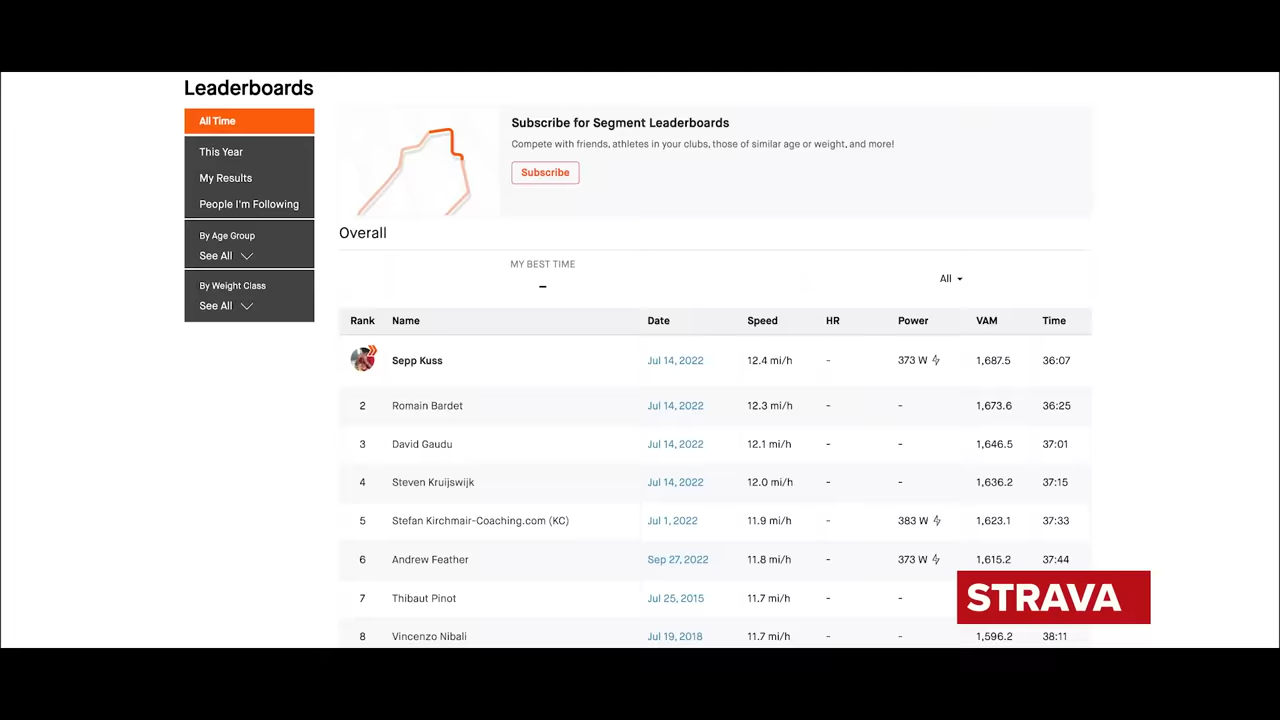 Leaderboards
All Time
This Year
My Results
People I'm Following
By Age Group
See All
By Weight Class
See All
Subscribe for Segment Leaderboards
Compete with friends, athletes in your clubs, those of similar age or weight, and more!
Subscribe
Overall
MY BEST TIME
–
All
Rank Name Date Speed HR Power VAM Time
Sepp Kuss Jul 14, 2022 12.4 mi/h - 373 W 1,687.5 36:07
2 Romain Bardet Jul 14, 2022 12.3 mi/h - - 1,673.6 36:25
3 David Gaudu Jul 14, 2022 12.1 mi/h - - 1,646.5 37:01
4 Steven Kruijswijk Jul 14, 2022 12.0 mi/h - - 1,636.2 37:15
5 Stefan Kirchmair-Coaching.com (KC) Jul 1, 2022 11.9 mi/h - 383 W 1,623.1 37:33
6 Andrew Feather Sep 27, 2022 11.8 mi/h - 373 W 1,615.2 37:44
7 Thibaut Pinot Jul 25, 2015 11.7 mi/h - -
8 Vincenzo Nibali Jul 19, 2018 11.7 mi/h - - 1,596.2 38:11
STRAVA